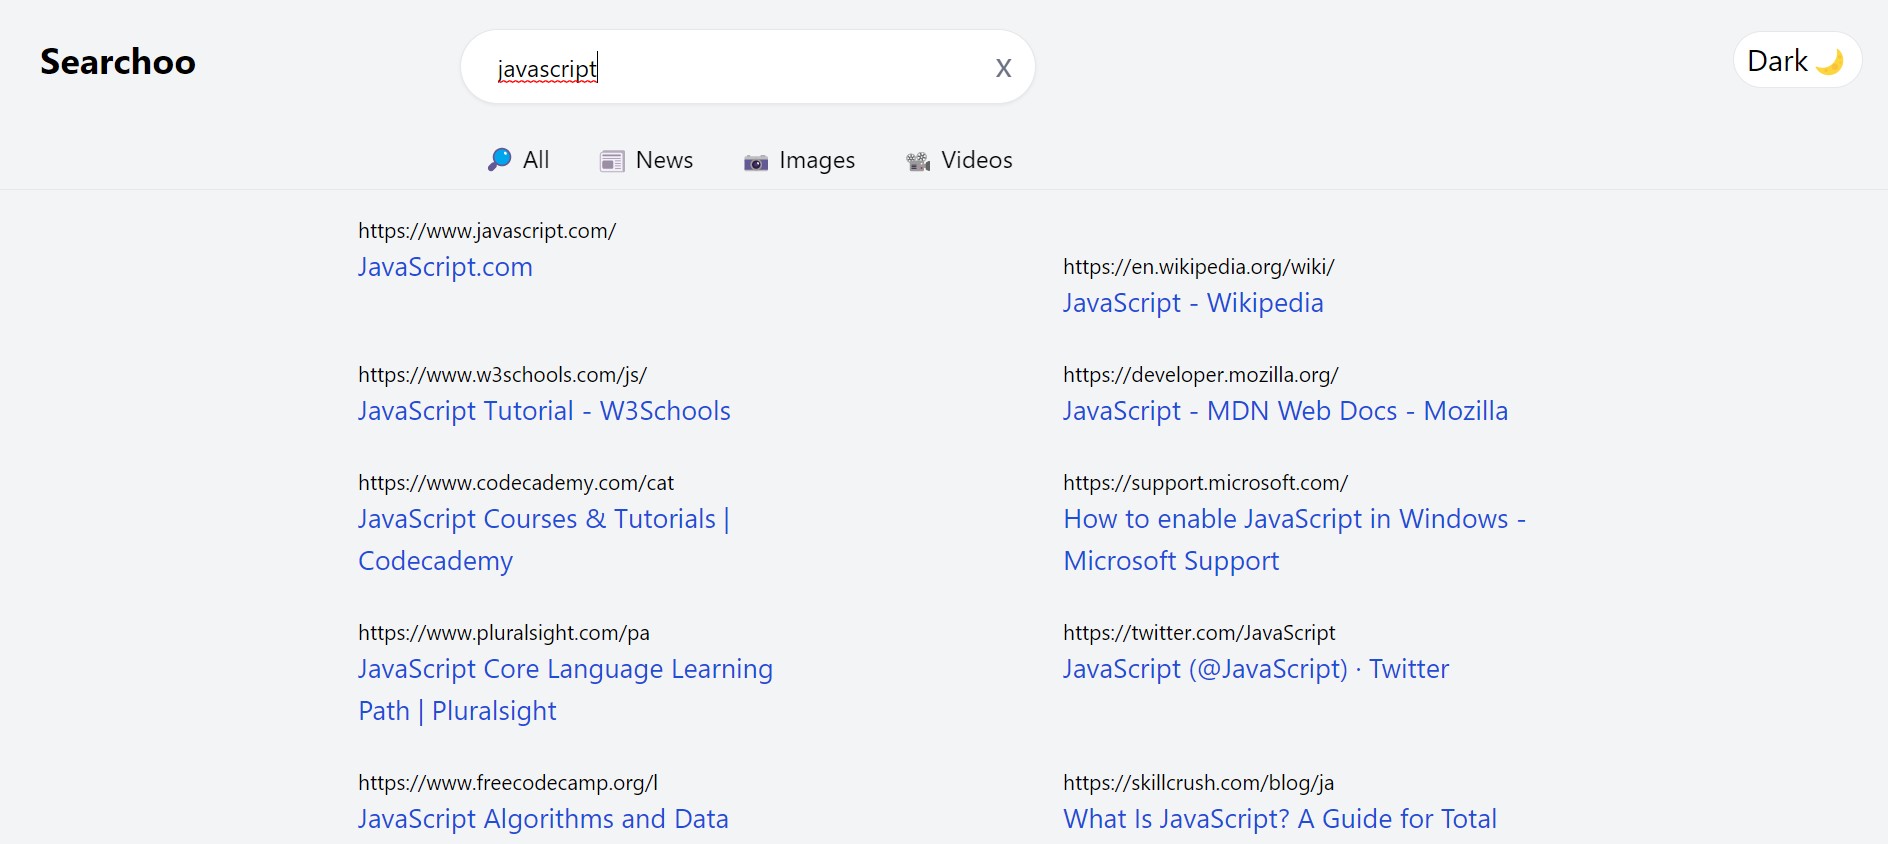 Searchoo
javascript
X
Dark
All
News
Images
Videos
https://www.javascript.com/
JavaScript.com
https://en.wikipedia.org/wiki/
JavaScript - Wikipedia
https://www.w3schools.com/js/
JavaScript Tutorial - W3Schools
https://developer.mozilla.org/
JavaScript - MDN Web Docs - Mozilla
https://www.codecademy.com/cat
JavaScript Courses & Tutorials |
Codecademy
https://support.microsoft.com/
How to enable JavaScript in Windows -
Microsoft Support
https://www.pluralsight.com/pa
JavaScript Core Language Learning
Path | Pluralsight
https://twitter.com/JavaScript
JavaScript (@JavaScript) · Twitter
https://www.freecodecamp.org/l
JavaScript Algorithms and Data
https://skillcrush.com/blog/ja
What Is JavaScript? A Guide for Total